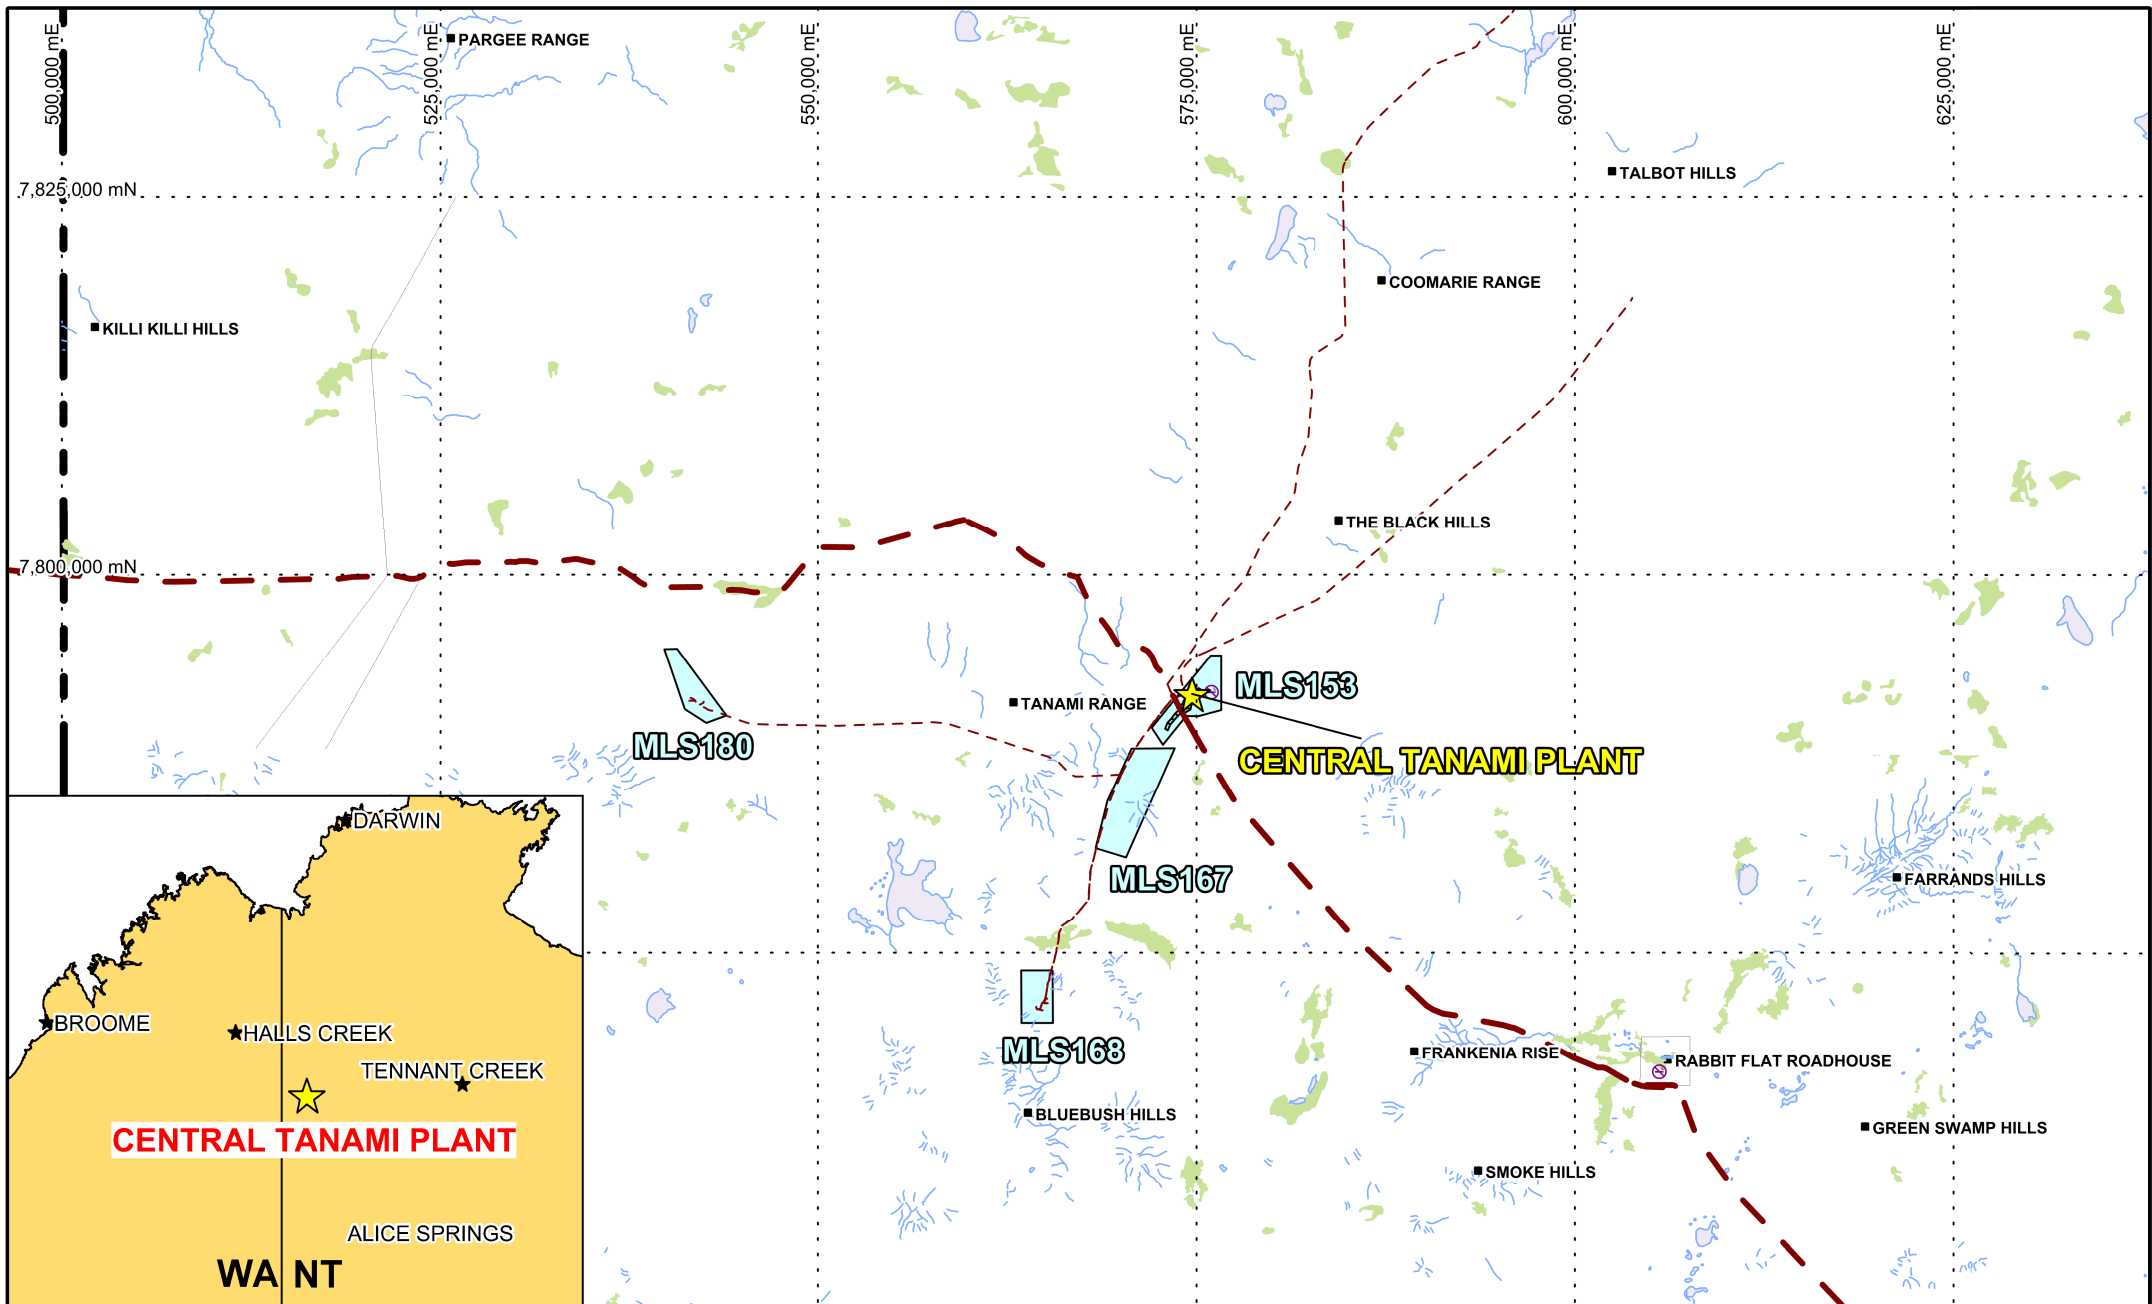 500,000 mE
525,000 mE
550,000 mE
575,000 mE
600,000 mE
625,000 mE
PARGEE RANGE
TALBOT HILLS
7,825,000 mN
COOMARIE RANGE
KILLI KILLI HILLS
THE BLACK HILLS
7,800,000 mN
MLS153
TANAMI RANGE
MLS180
CENTRAL TANAMI PLANT
MLS167
FARRANDS HILLS
MLS168
FRANKENIA RISE
RABBIT FLAT ROADHOUSE
BLUEBUSH HILLS
GREEN SWAMP HILLS
SMOKE HILLS
DARWIN
BROOME
HALLS CREEK
TENNANT CREEK
CENTRAL TANAMI PLANT
ALICE SPRINGS
WA NT